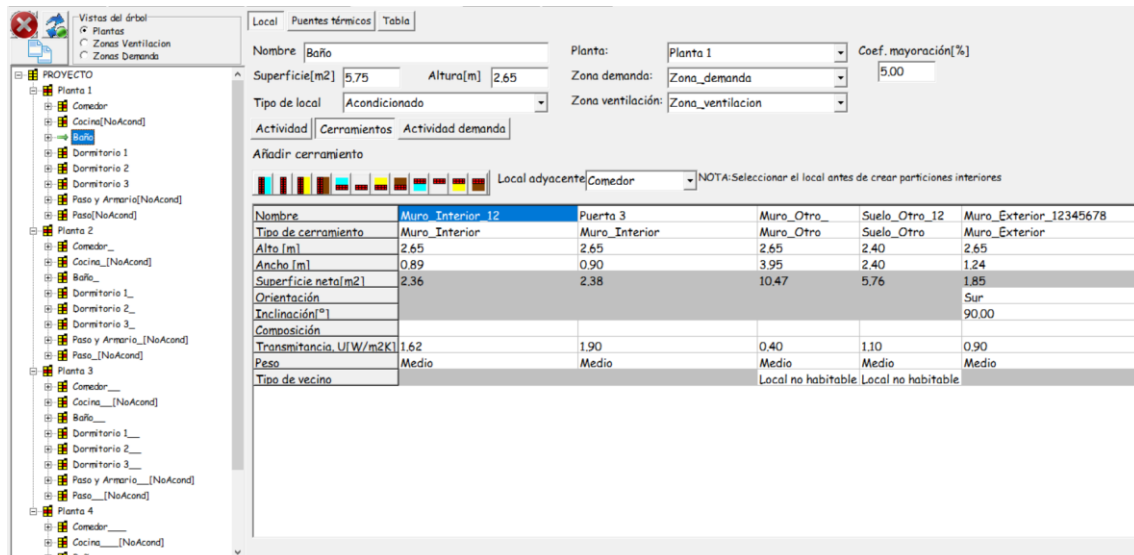 Vistas del árbol
Plantas
Zonas Ventilacion
Zonas Demanda
PROYECTO
Planta 1
Comedor
Cocina[NoAcond]
Baño
Dormitorio 1
Dormitorio 2
Dormitorio 3
Paso y Armario[NoAcond]
Paso[NoAcond]
Planta 2
Comedor_
Cocina_[NoAcond]
Baño_
Dormitorio 1_
Dormitorio 2_
Dormitorio 3_
Paso y Armario_[NoAcond]
Paso_[NoAcond]
Planta 3
Comedor__
Cocina__[NoAcond]
Baño__
Dormitorio 1__
Dormitorio 2__
Dormitorio 3__
Paso y Armario__[NoAcond]
Paso__[NoAcond]
Planta 4
Comedor___
Cocina___[NoAcond]
Local Puentes térmicos Tabla
Nombre Baño Planta: Planta 1 Coef. mayoración[%]
Superficie[m2] 5,75 Altura[m] 2,65 Zona demanda: Zona_demanda 5,00
Tipo de local Acondicionado Zona ventilación: Zona_ventilacion
Actividad Cerramientos Actividad demanda
Añadir cerramiento
Local adyacente Comedor NOTA:Seleccionar el local antes de crear particiones interiores
Nombre Muro_Interior_12 Puerta 3 Muro_Otro_ Suelo_Otro_12 Muro_Exterior_12345678
Tipo de cerramiento Muro_Interior Muro_Interior Muro_Otro Suelo_Otro Muro_Exterior
Alto [m] 2,65 2,65 2,65 2,40 2,65
Ancho [m] 0,89 0,90 3,95 2,40 1,24
Superficie neta[m2] 2,36 2,38 10,47 5,76 1,85
Orientación Sur
Inclinación[º] 90,00
Composición
Transmitancia, U[W/m2K] 1,62 1,90 0,40 1,10 0,90
Peso Medio Medio Medio Medio Medio
Tipo de vecino Local no habitable Local no habitable